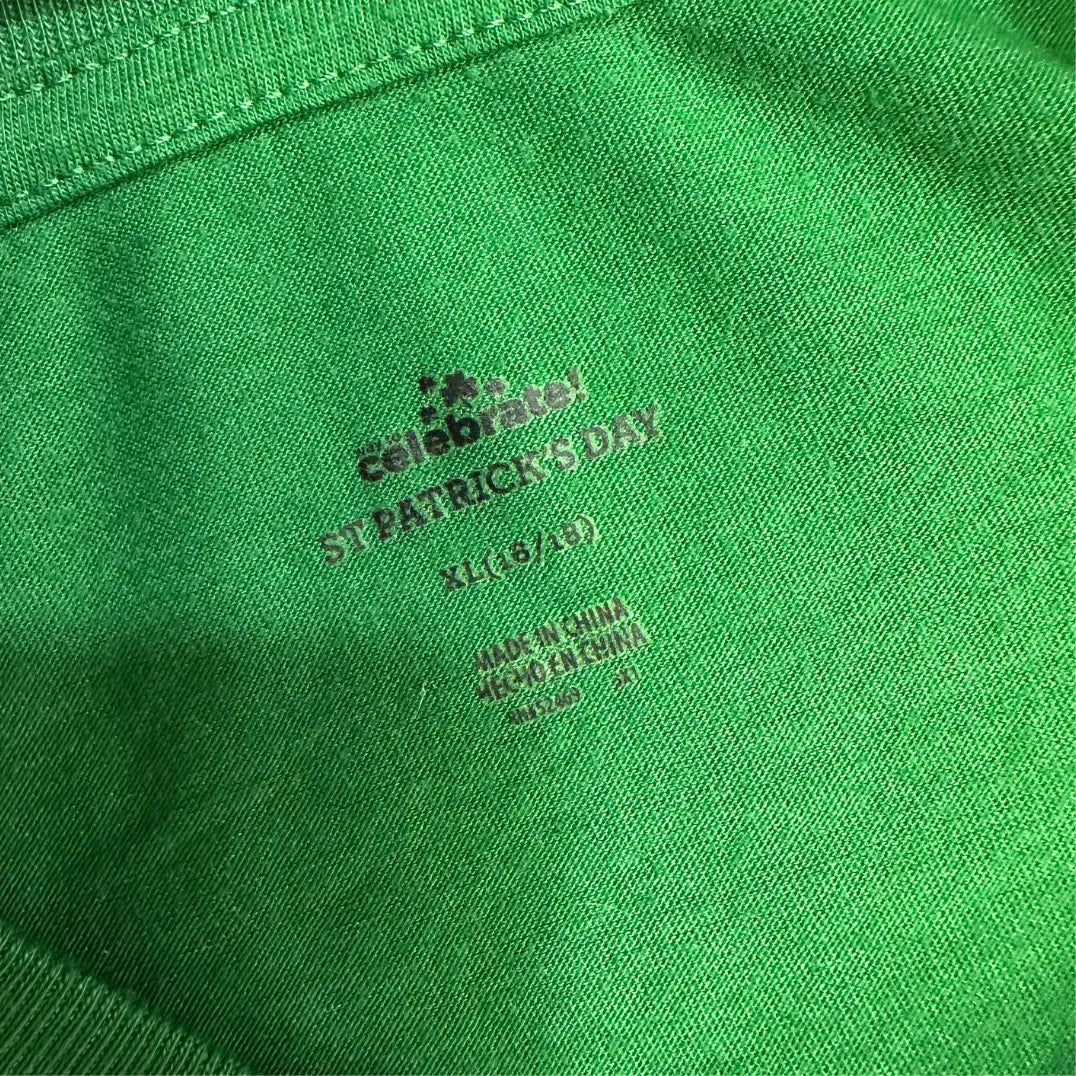 celebrate!
ST PATRICK'S DAY
XL(16/18)
MADE IN CHINA
HECHO EN CHINA